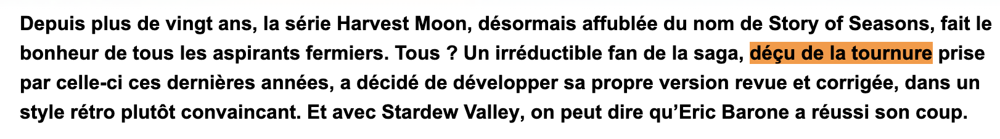 Depuis plus de vingt ans, la série Harvest Moon, désormais affublée du nom de Story of Seasons, fait le
bonheur de tous les aspirants fermiers. Tous ? Un irréductible fan de la saga, déçu de la tournure prise
par celle-ci ces dernières années, a décidé de développer sa propre version revue et corrigée, dans un
style rétro plutôt convaincant. Et avec Stardew Valley, on peut dire qu’Eric Barone a réussi son coup.